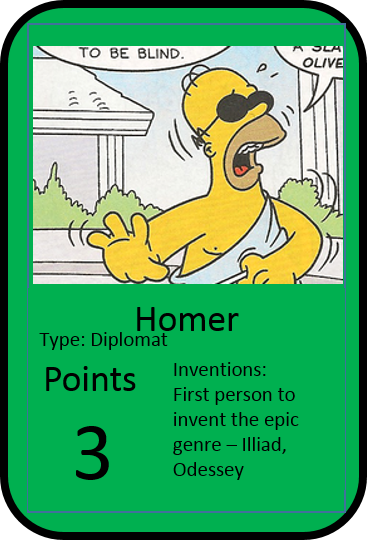 TO BE BLIND.
A SLA
OLIVE
Homer
Type: Diplomat
Points
3
Inventions:
First person to
invent the epic
genre – Illiad,
Odessey